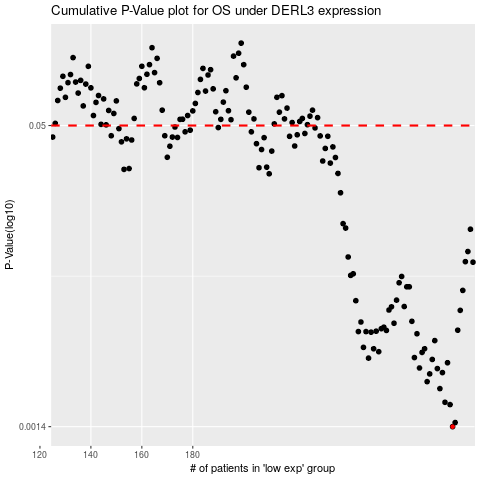 Cumulative P-Value plot for OS under DERL3 expression
P-Value(log10)
0.05
0.0014
120 140 160 180
# of patients in 'low exp' group